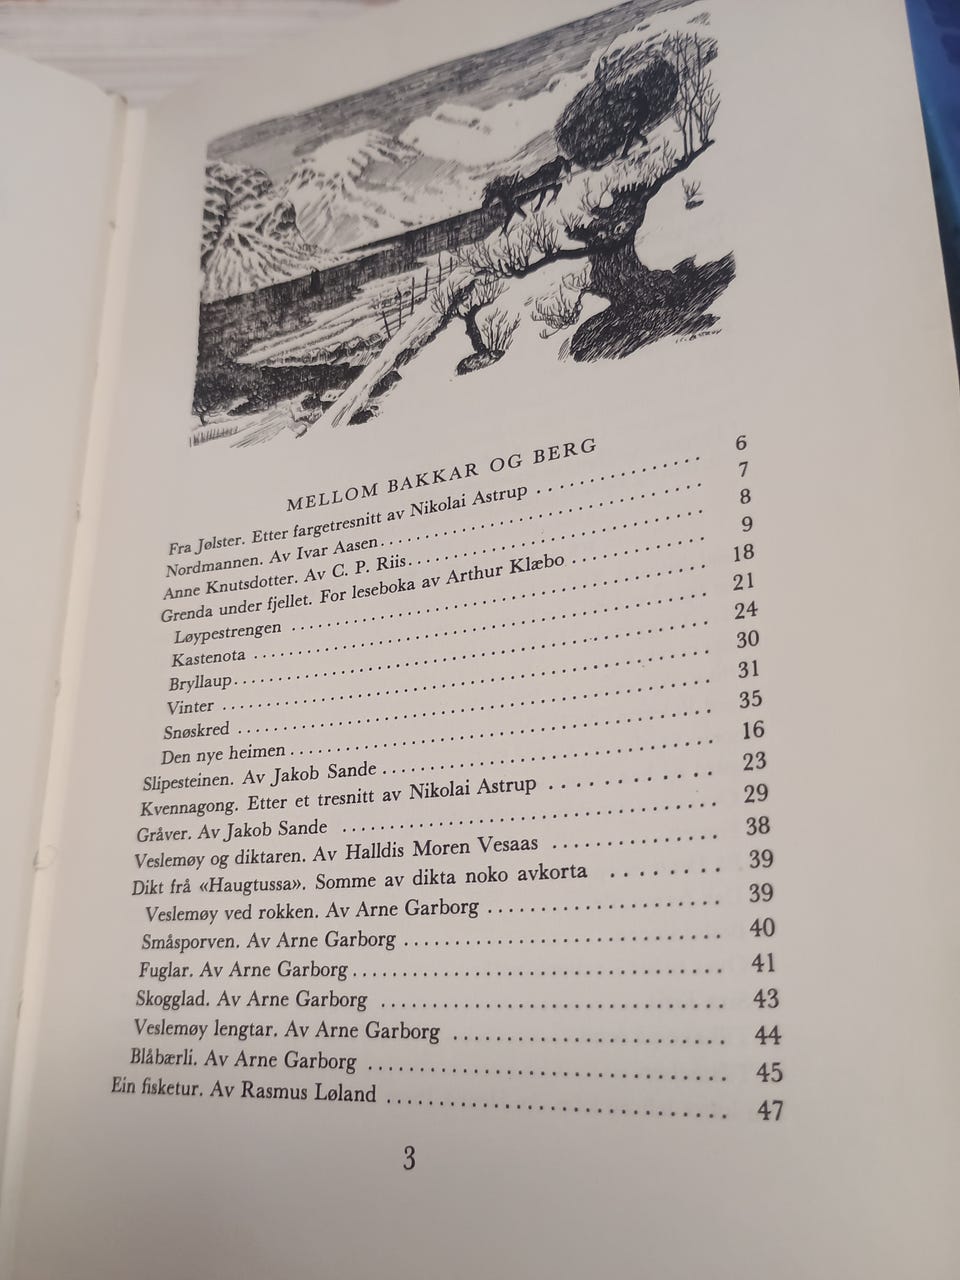 MELLOM BAKKAR OG BERG
Fra Jølster. Etter fargetresnitt av Nikolai Astrup ............... 6
Nordmannen. Av Ivar Aasen.............................. 7
Anne Knutsdotter. Av C. P. Riis........................... 8
Grenda under fjellet. For leseboka av Arthur Klæbo ............. 9
Løypestrengen ...................................... 18
Kastenota .......................................... 21
Bryllaup............................................ 24
Vinter ............................................. 30
Snøskred ........................................... 31
Den nye heimen...................................... 35
Slipesteinen. Av Jakob Sande .............................. 16
Kvennagong. Etter et tresnitt av Nikolai Astrup ............ 23
Gråver. Av Jakob Sande .................................. 29
Veslemøy og diktaren. Av Halldis Moren Vesaas ............... 38
Dikt frå «Haugtussa». Somme av dikta noko avkorta ........ 39
Veslemøy ved rokken. Av Arne Garborg ..................... 39
Småsporven. Av Arne Garborg ............................. 40
Fuglar. Av Arne Garborg.................................. 41
Skogglad. Av Arne Garborg ............................... 43
Veslemøy lengtar. Av Arne Garborg ........................ 44
Blåbærli. Av Arne Garborg ................................ 45
Ein fisketur. Av Rasmus Løland .............................. 47
3